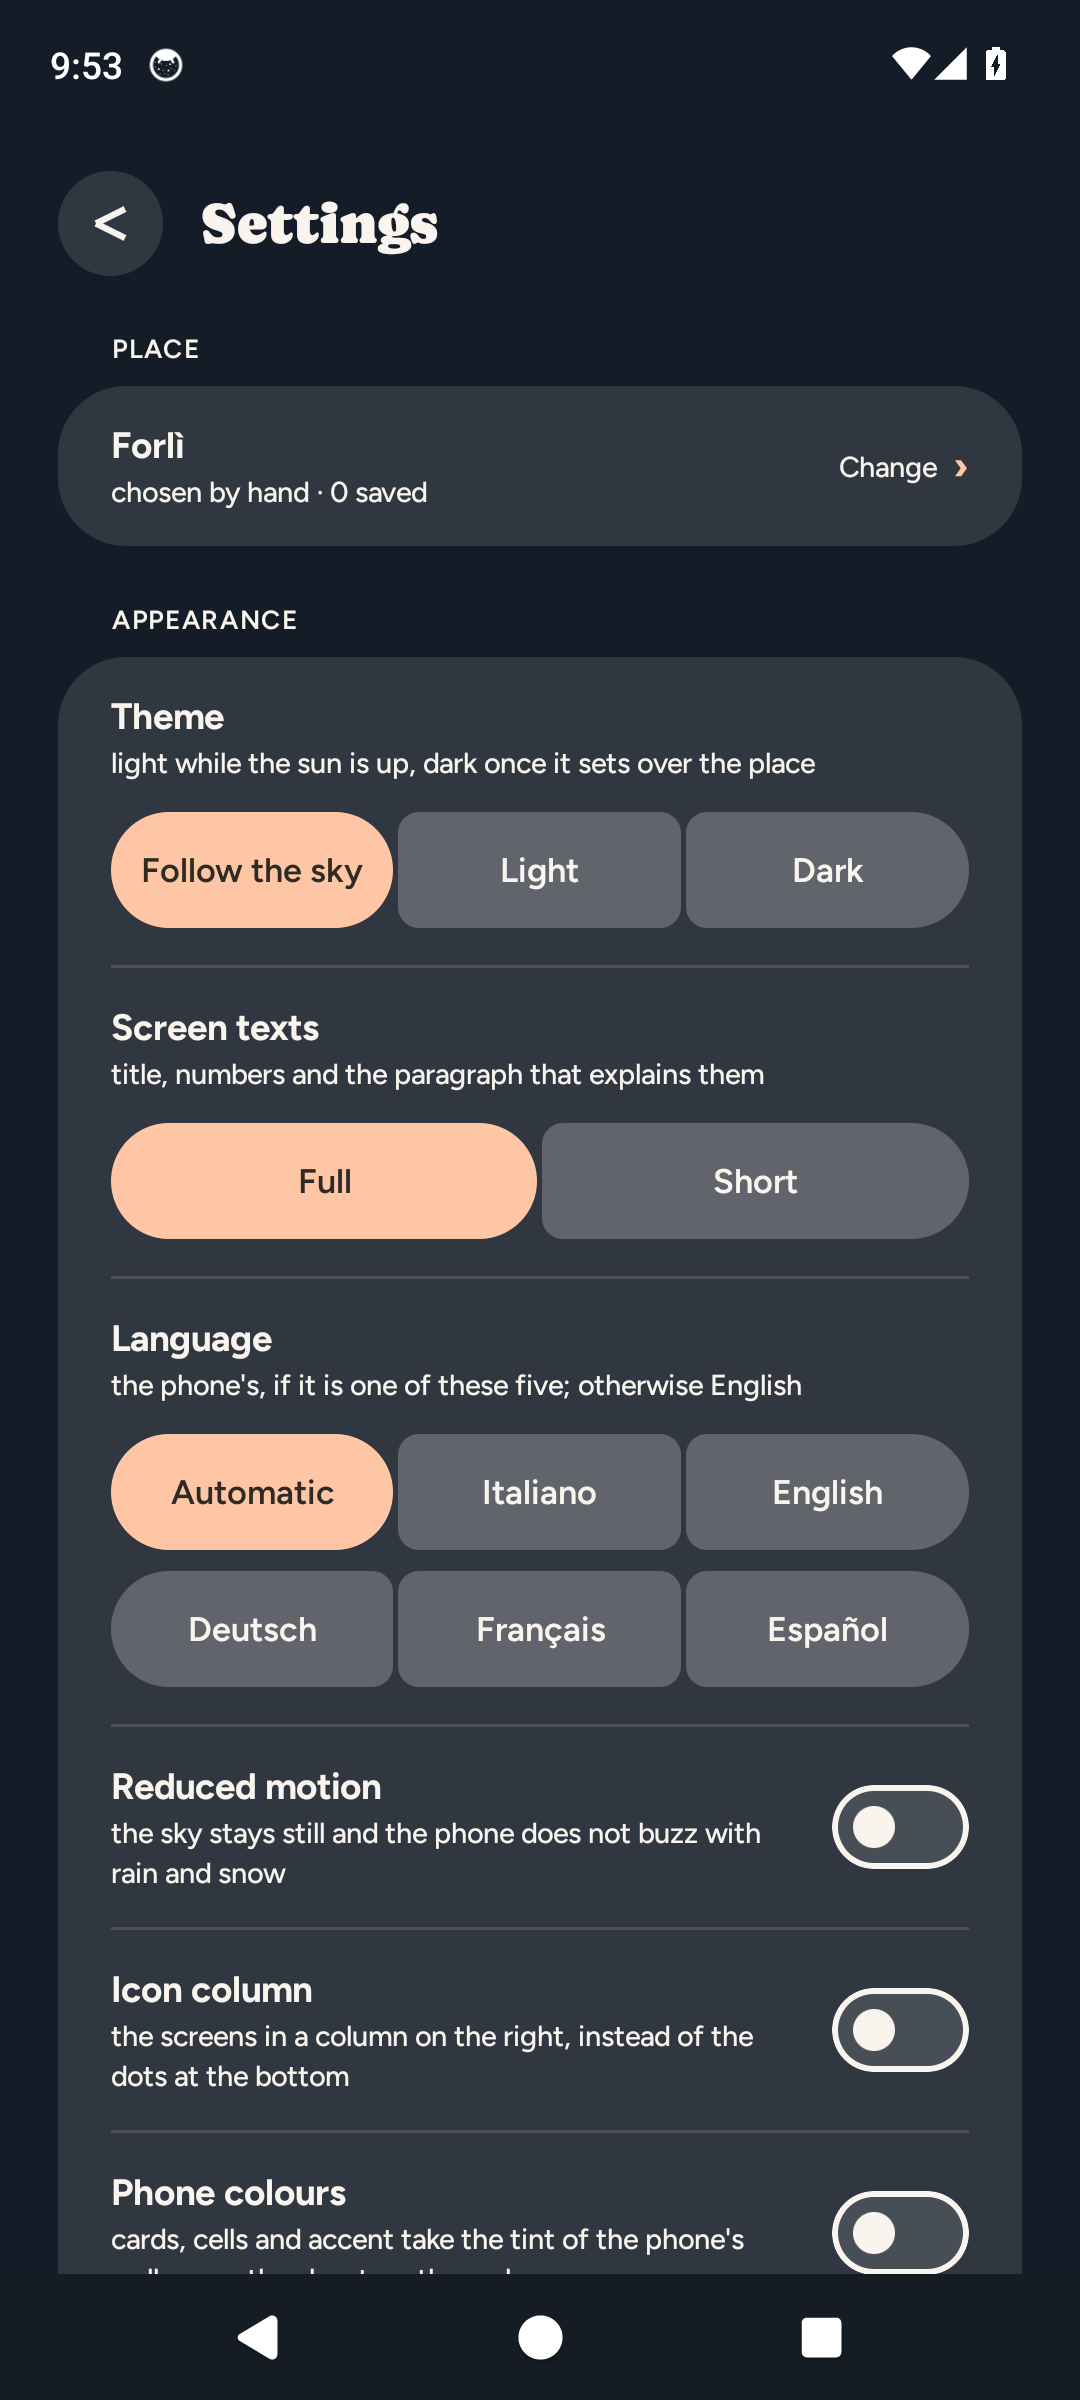 9:53
<
Settings
PLACE
Forlì
chosen by hand · 0 saved
Change ›
APPEARANCE
Theme
light while the sun is up, dark once it sets over the place
Follow the sky
Light
Dark
Screen texts
title, numbers and the paragraph that explains them
Full
Short
Language
the phone's, if it is one of these five; otherwise English
Automatic
Italiano
English
Deutsch
Français
Español
Reduced motion
the sky stays still and the phone does not buzz with
rain and snow
Icon column
the screens in a column on the right, instead of the
dots at the bottom
Phone colours
cards, cells and accent take the tint of the phone's